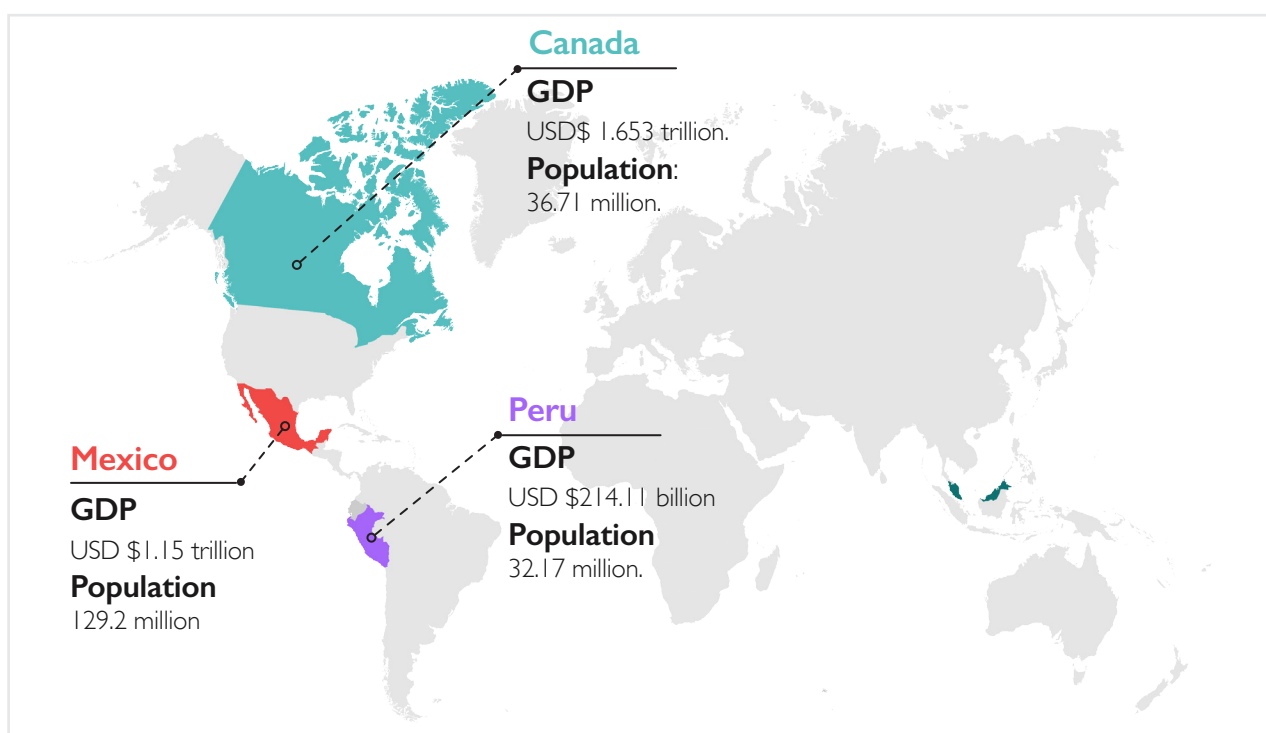 Canada
GDP
USD$ 1.653 trillion.
Population:
36.71 million.
Peru
GDP
USD $214.11 billion
Population
32.17 million.
Mexico
GDP
USD $1.15 trillion
Population
129.2 million